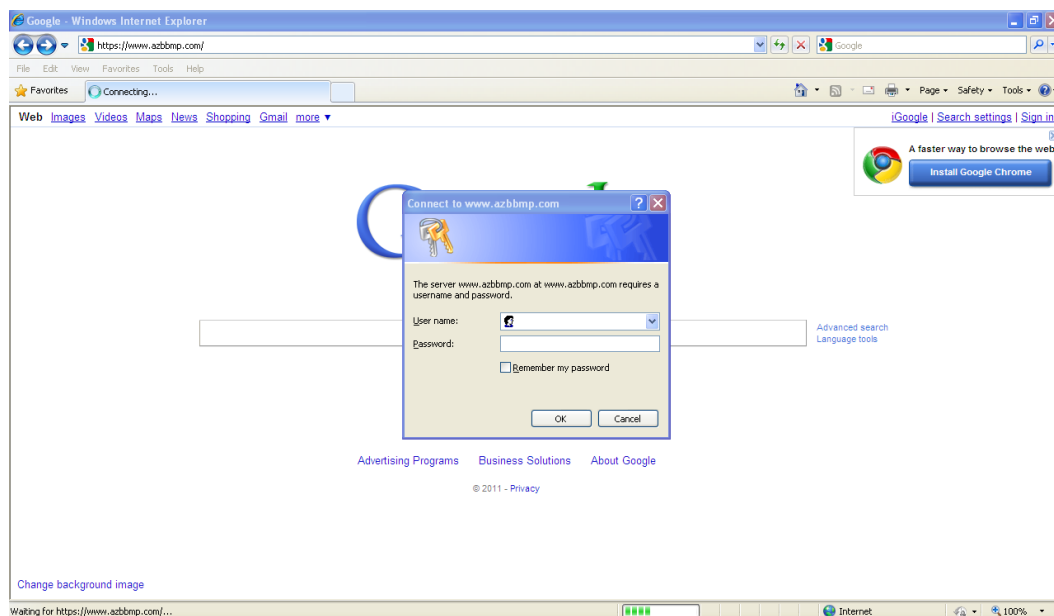 Google - Windows Internet Explorer
https://www.azbbmp.com/
Google
File Edit View Favorites Tools Help
Favorites Connecting... Page Safety Tools
Web Images Videos Maps News Shopping Gmail more ▼ iGoogle | Search settings | Sign in
A faster way to browse the web
Install Google Chrome
Connect to www.azbbmp.com
The server www.azbbmp.com at www.azbbmp.com requires a
username and password.
User name:
Password:
Remember my password
OK Cancel
Advanced search
Language tools
Advertising Programs Business Solutions About Google
© 2011 - Privacy
Change background image
Waiting for https://www.azbbmp.com/... Internet 100%